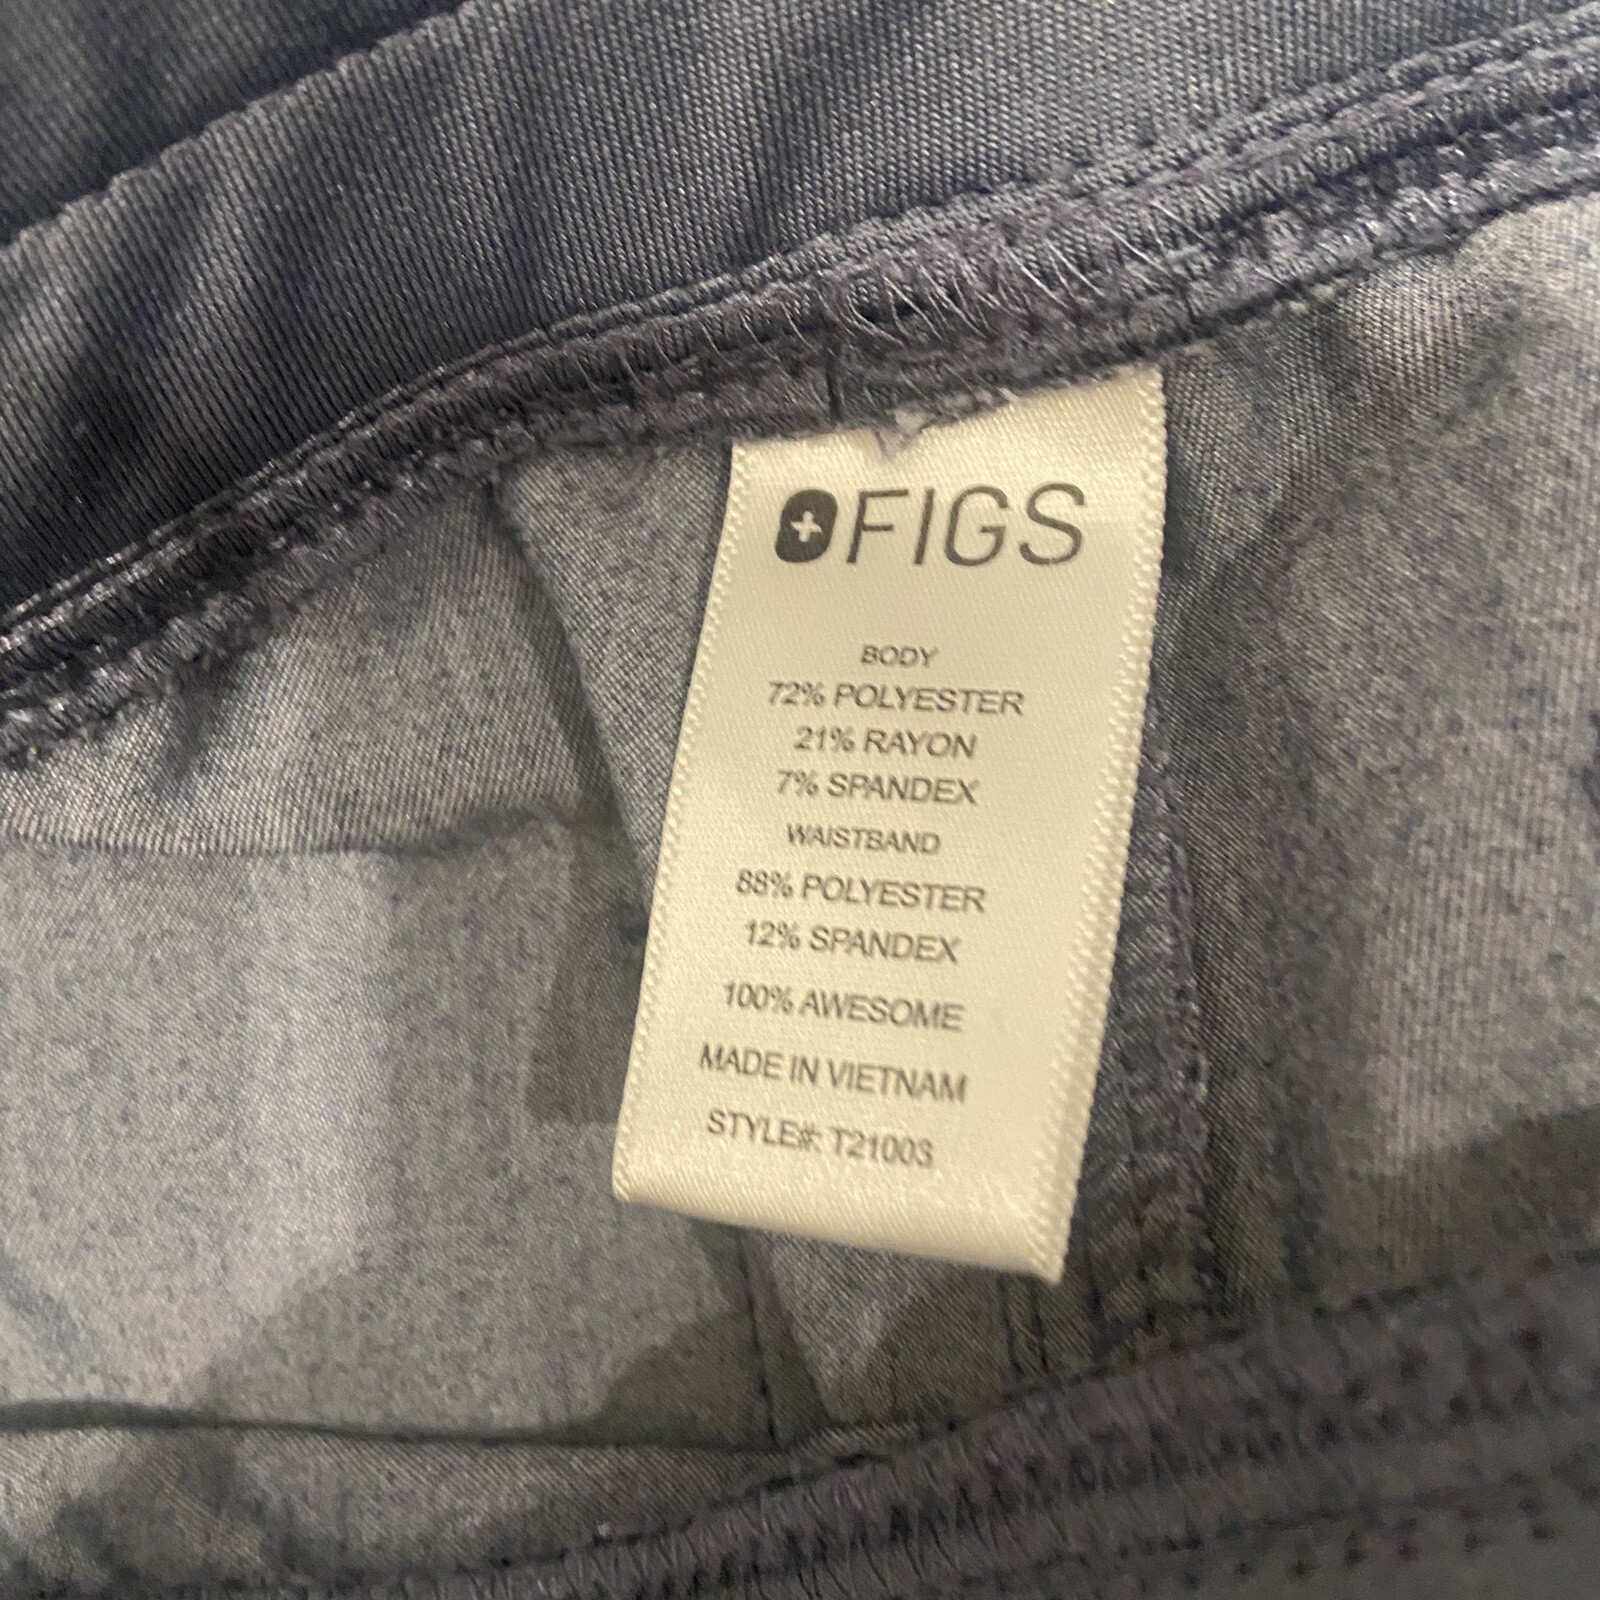 FIGS
BODY
72% POLYESTER
21% RAYON
7% SPANDEX
WAISTBAND
88% POLYESTER
12% SPANDEX
100% AWESOME
MADE IN VIETNAM
STYLE#: T21003